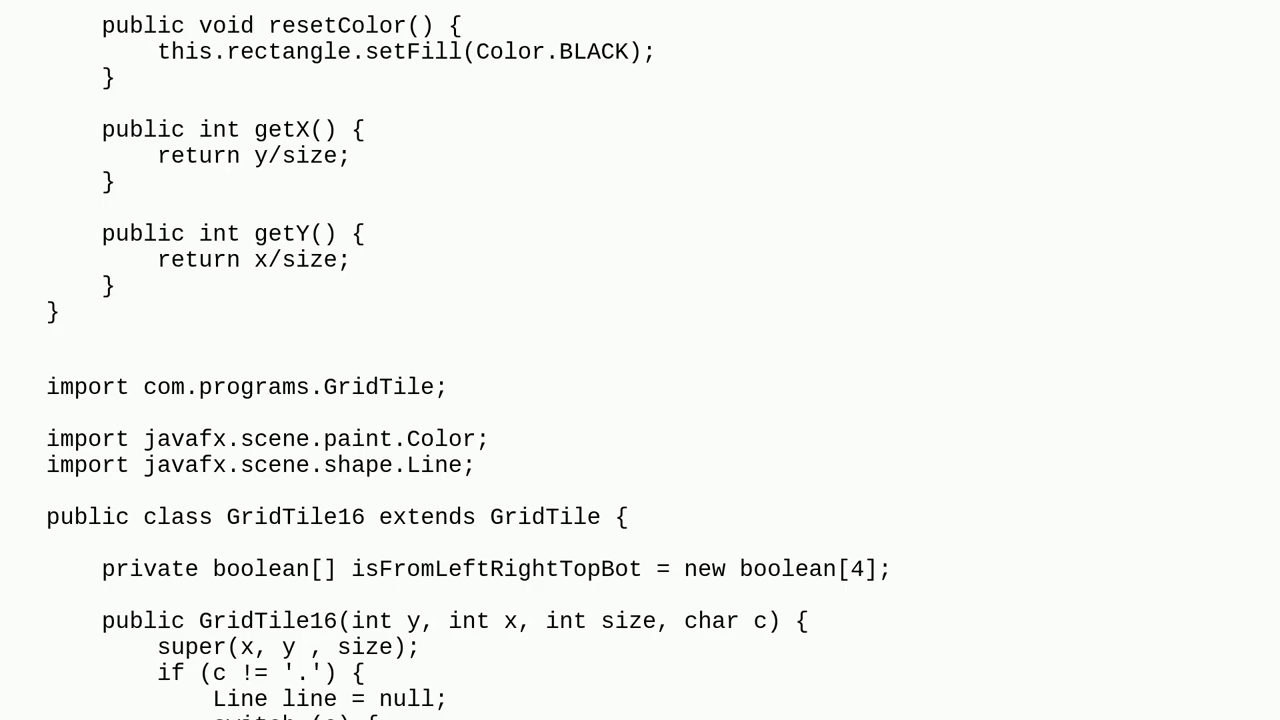 public void resetColor() {
this.rectangle.setFill(Color.BLACK);
}
public int getX() {
return y/size;
}
public int getY() {
return x/size;
}
}
import com.programs.GridTile;
import javafx.scene.paint.Color;
import javafx.scene.shape.Line;
public class GridTile16 extends GridTile {
private boolean[] isFromLeftRightTopBot = new boolean[4];
public GridTile16(int y, int x, int size, char c) {
super(x, y , size);
if (c != '.') {
Line line = null;
switch (c) {